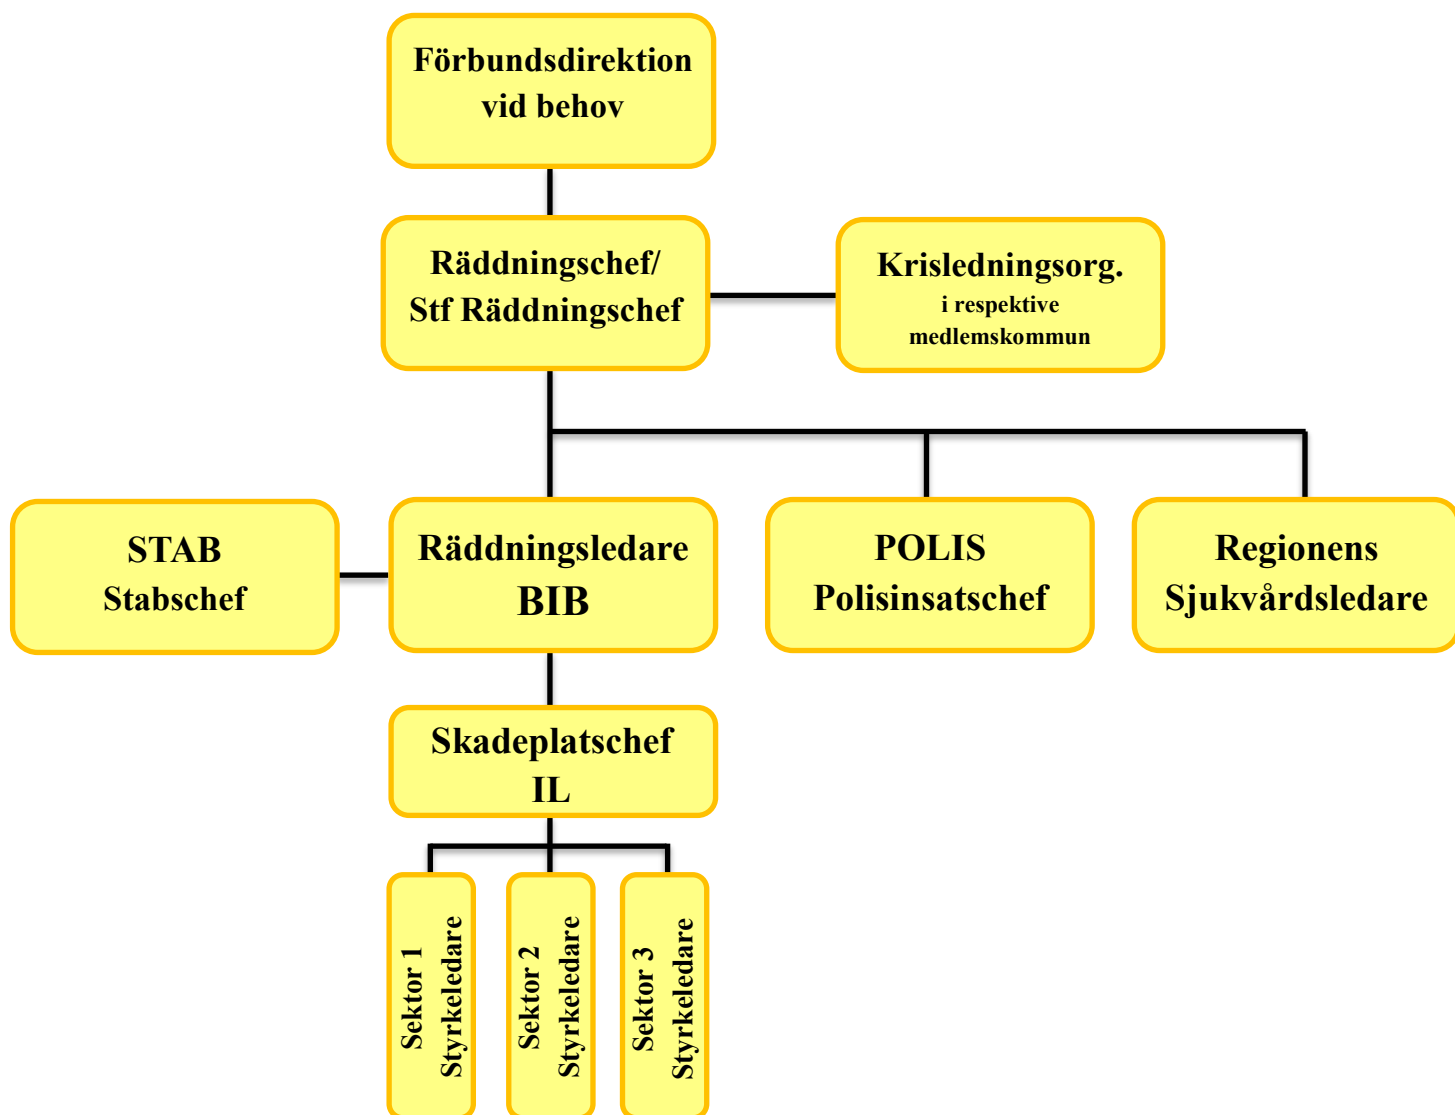 Förbundsdirektion
vid behov
Räddningschef/
Stf Räddningschef
Krisledningsorg.
i respektive
medlemskommun
STAB
Stabschef
Räddningsledare
BIB
POLIS
Polisinsatschef
Regionens
Sjukvårdsledare
Skadeplatschef
IL
Sektor 1
Styrkeledare
Sektor 2
Styrkeledare
Sektor 3
Styrkeledare